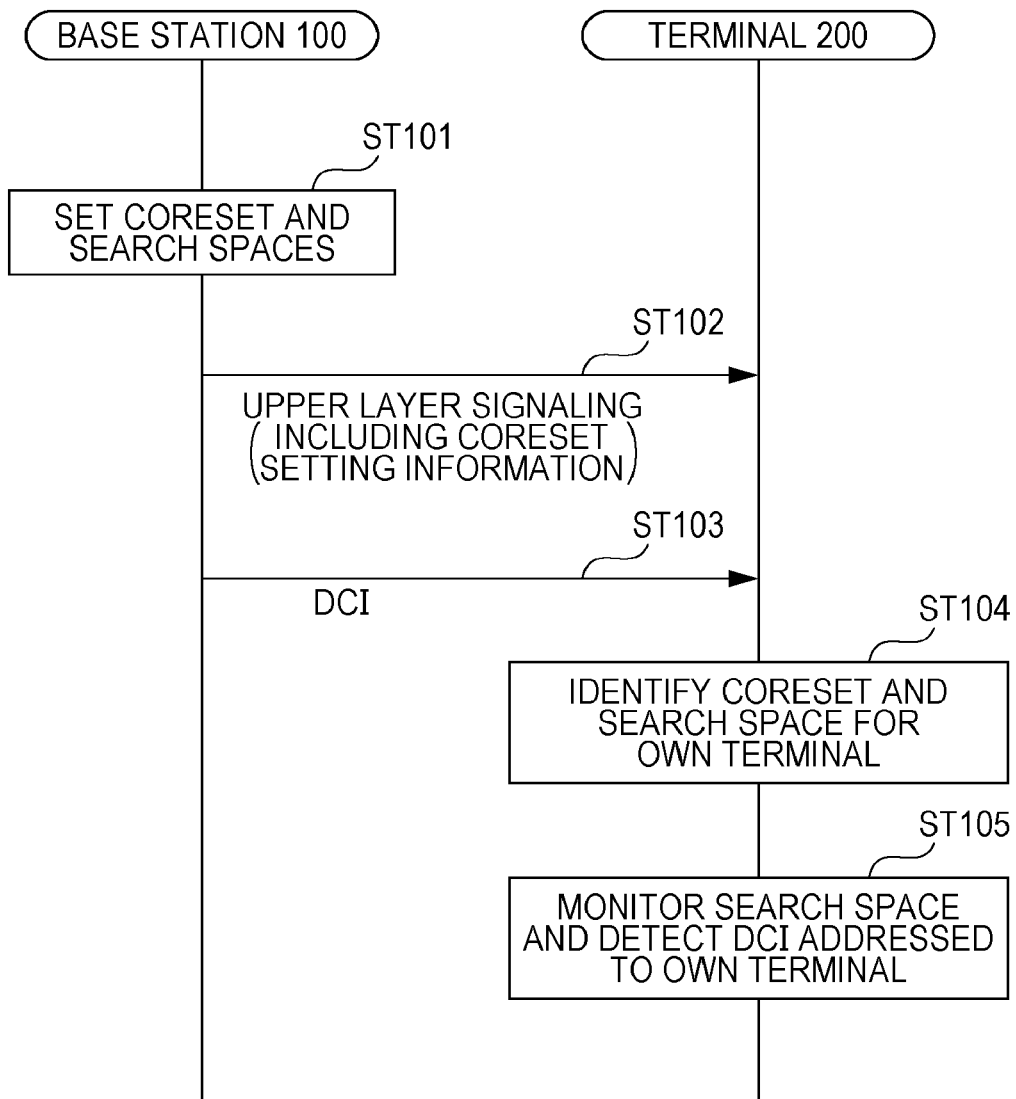 BASE STATION 100
TERMINAL 200
ST101
SET CORESET AND
SEARCH SPACES
ST102
UPPER LAYER SIGNALING
(INCLUDING CORESET
SETTING INFORMATION)
ST103
DCI
ST104
IDENTIFY CORESET AND
SEARCH SPACE FOR
OWN TERMINAL
ST105
MONITOR SEARCH SPACE
AND DETECT DCI ADDRESSED
TO OWN TERMINAL